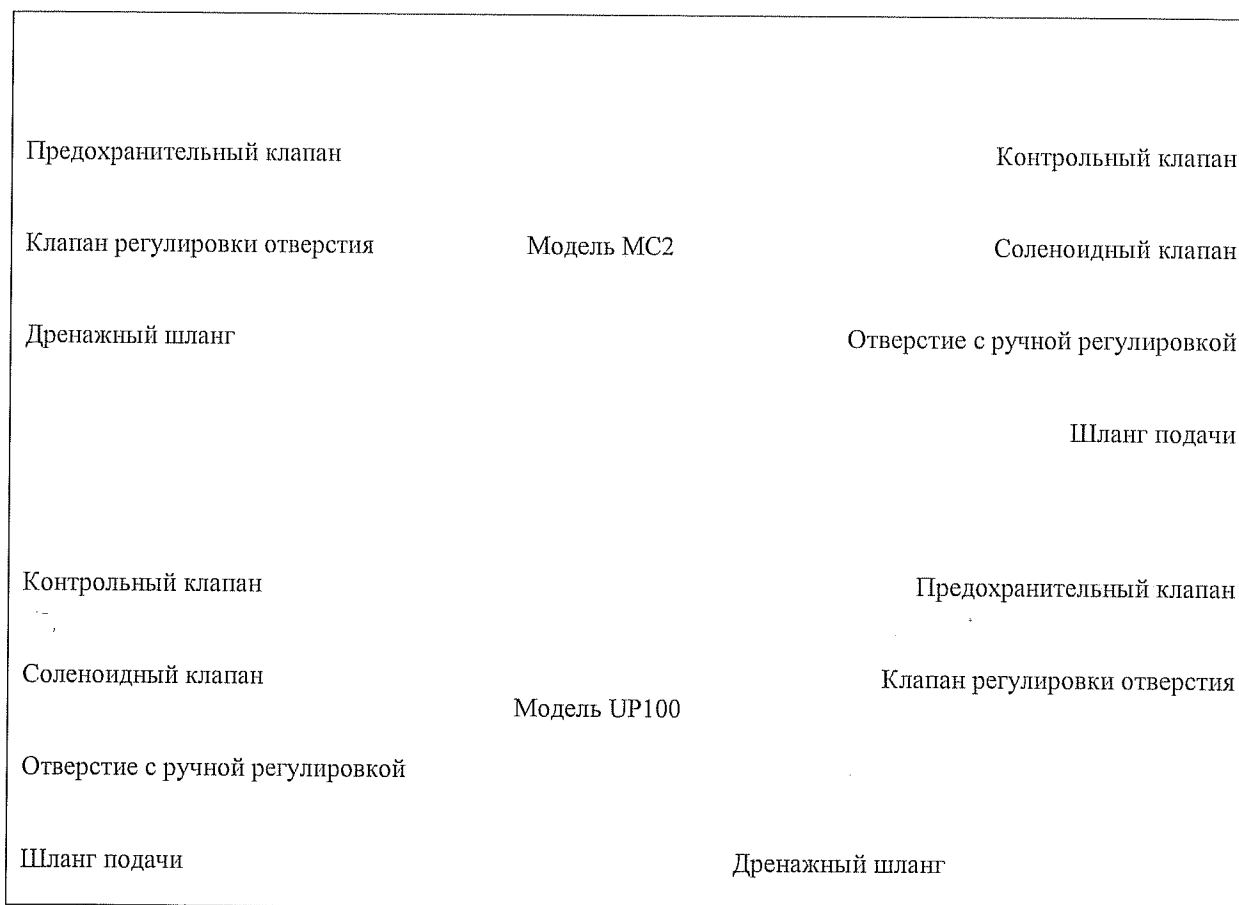 Предохранительный клапан
Контрольный клапан
Клапан регулировки отверстия
Модель MC2
Соленоидный клапан
Дренажный шланг
Отверстие с ручной регулировкой
Шланг подачи
Контрольный клапан
Предохранительный клапан
Соленоидный клапан
Клапан регулировки отверстия
Модель UP100
Отверстие с ручной регулировкой
Шланг подачи
Дренажный шланг